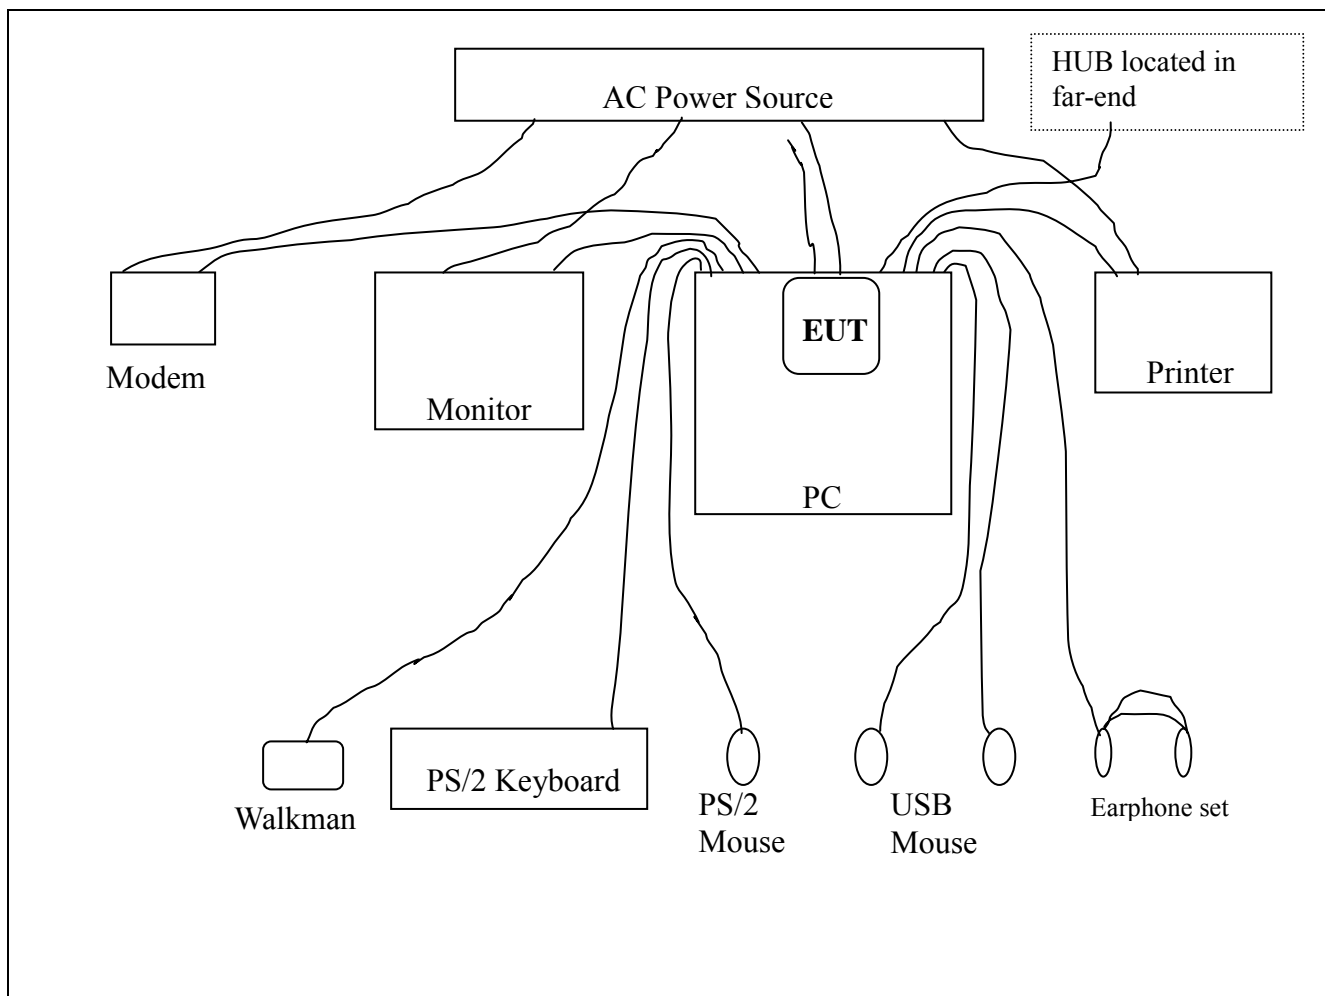 AC Power Source
HUB located in
far-end
EUT
Modem
Monitor
Printer
PC
Walkman
PS/2 Keyboard
PS/2
Mouse
USB
Mouse
Earphone set